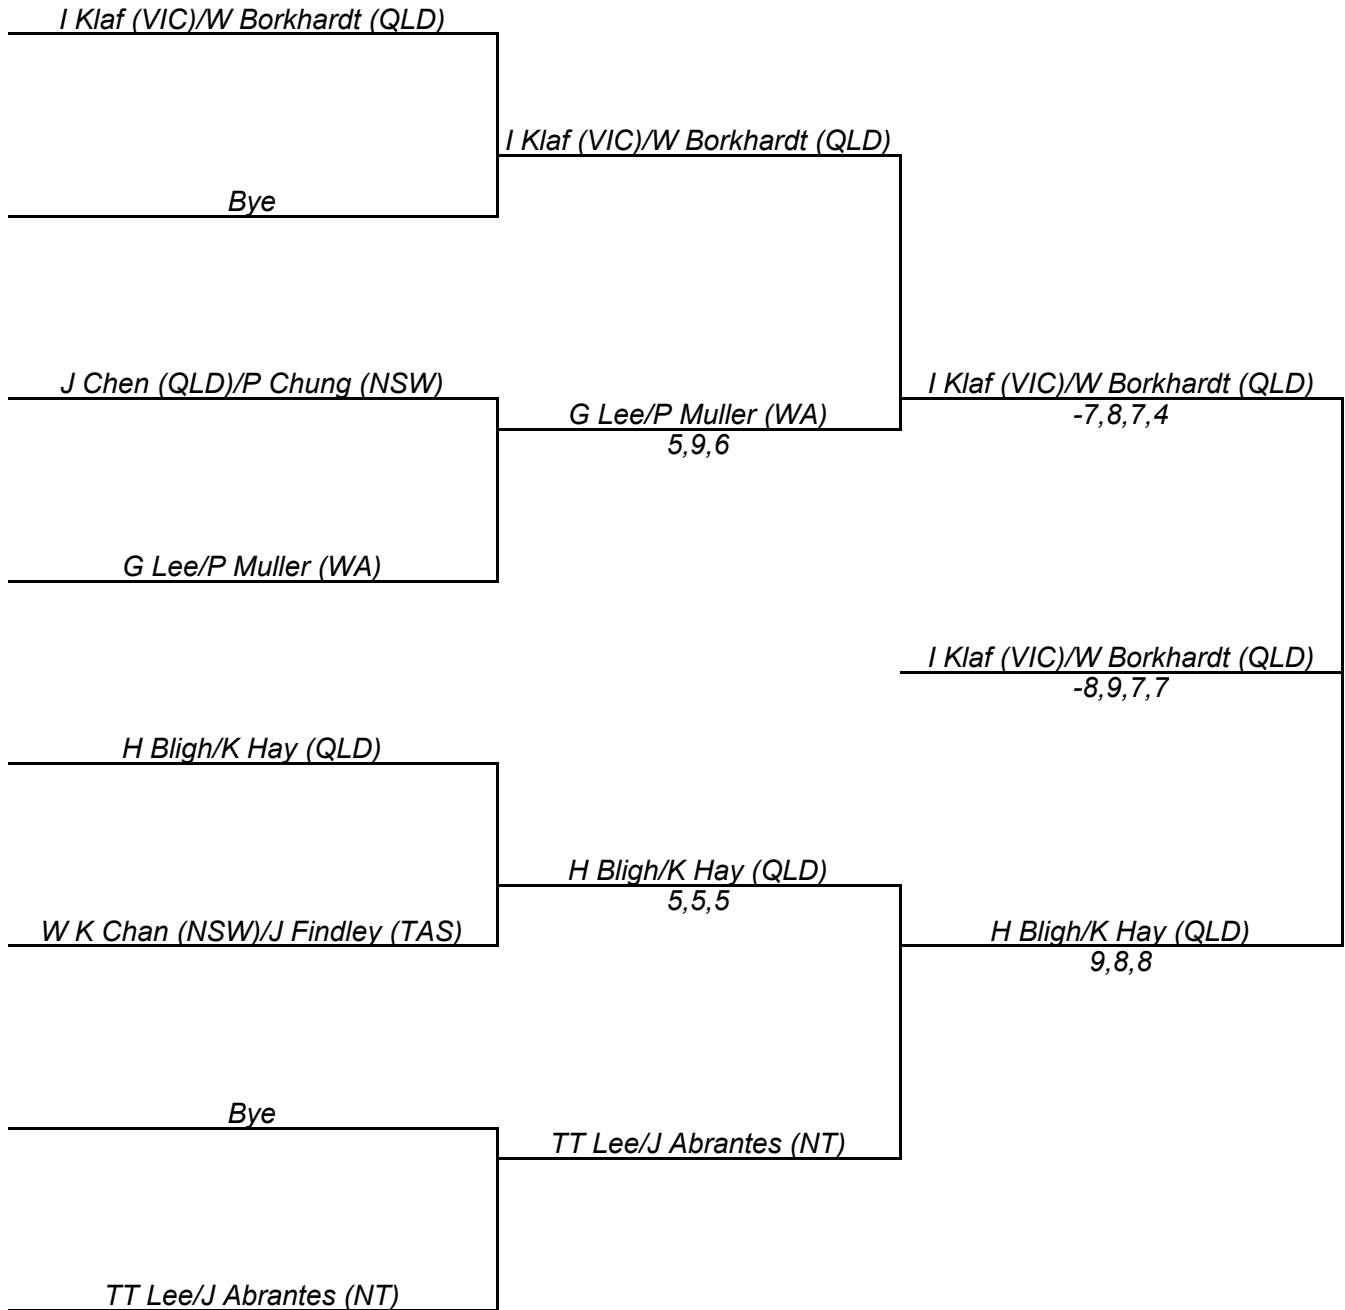 I Klaf (VIC)/W Borkhardt (QLD)
I Klaf (VIC)/W Borkhardt (QLD)
Bye
J Chen (QLD)/P Chung (NSW)
I Klaf (VIC)/W Borkhardt (QLD)
G Lee/P Muller (WA)
-7,8,7,4
5,9,6
G Lee/P Muller (WA)
I Klaf (VIC)/W Borkhardt (QLD)
-8,9,7,7
H Bligh/K Hay (QLD)
H Bligh/K Hay (QLD)
5,5,5
W K Chan (NSW)/J Findley (TAS)
H Bligh/K Hay (QLD)
9,8,8
Bye
TT Lee/J Abrantes (NT)
TT Lee/J Abrantes (NT)